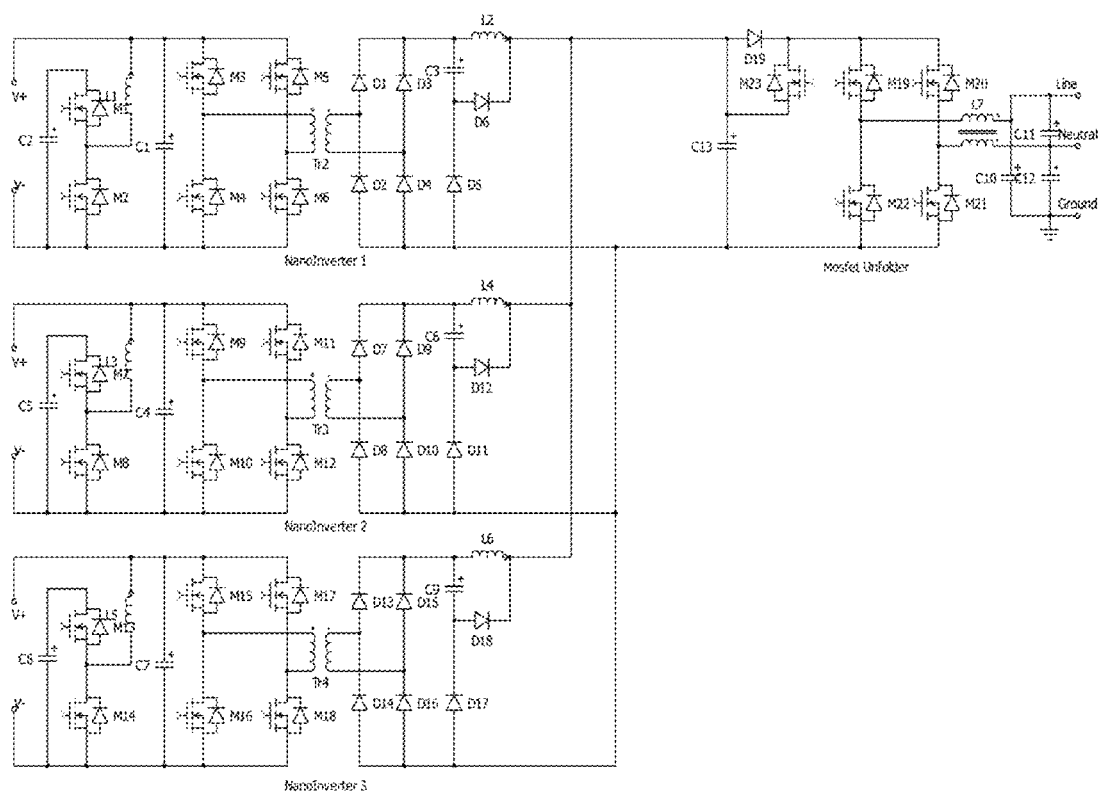 L2
V+
L1
M1
C2
C1
M3
M5
D1
D3
C3
D6
Tr2
V-
M2
M4
M6
D2
D4
D5
NanoInverter 1
D19
M23
M19
M20
Line
L7
C11
Neutral
C13
C10
C12
M22
M21
Ground
Mosfet Unfolder
L4
V+
L3
M7
C5
C4
M9
M11
D7
D9
C6
D12
Tr3
V-
M8
M10
M12
D8
D10
D11
NanoInverter 2
L6
V+
L5
M13
C8
C7
M15
M17
D13
D15
C9
D18
Tr4
V-
M14
M16
M18
D14
D16
D17
NanoInverter 3